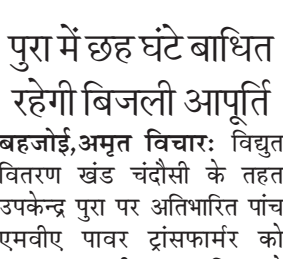 पुरा में छह घंटे बाधित
रहेगी बिजली आपूर्ति
बहजोई,अमृत विचारः विद्युत
वितरण खंड चंदौसी के तहत
उपकेन्द्र पुरा पर अतिभारित पांच
एमवीए पावर ट्रांसफार्मर को